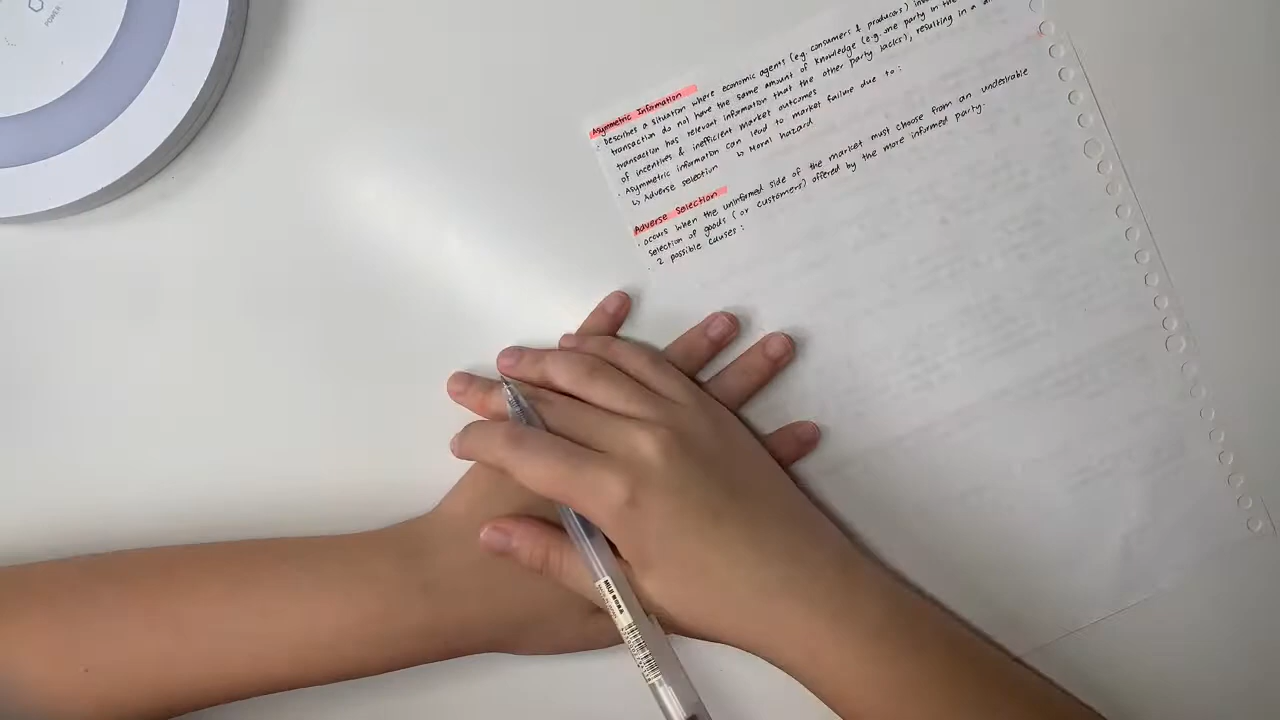 POWER
Asymmetric Information
· Describes a situation where economic agents (e.g. consumers & producers)
transaction do not have the same amount of knowledge (e.g. one party in the
transaction has relevant information that the other party lacks), resulting in a
of incentives & inefficient market outcomes
· Asymmetric information can lead to market failure due to:
↳ Adverse selection ↳ Moral hazard
Adverse Selection
· occurs when the uninformed side of the market must choose from an undesirable
selection of goods (or customers) offered by the more informed party.
· 2 possible causes:
MUJI